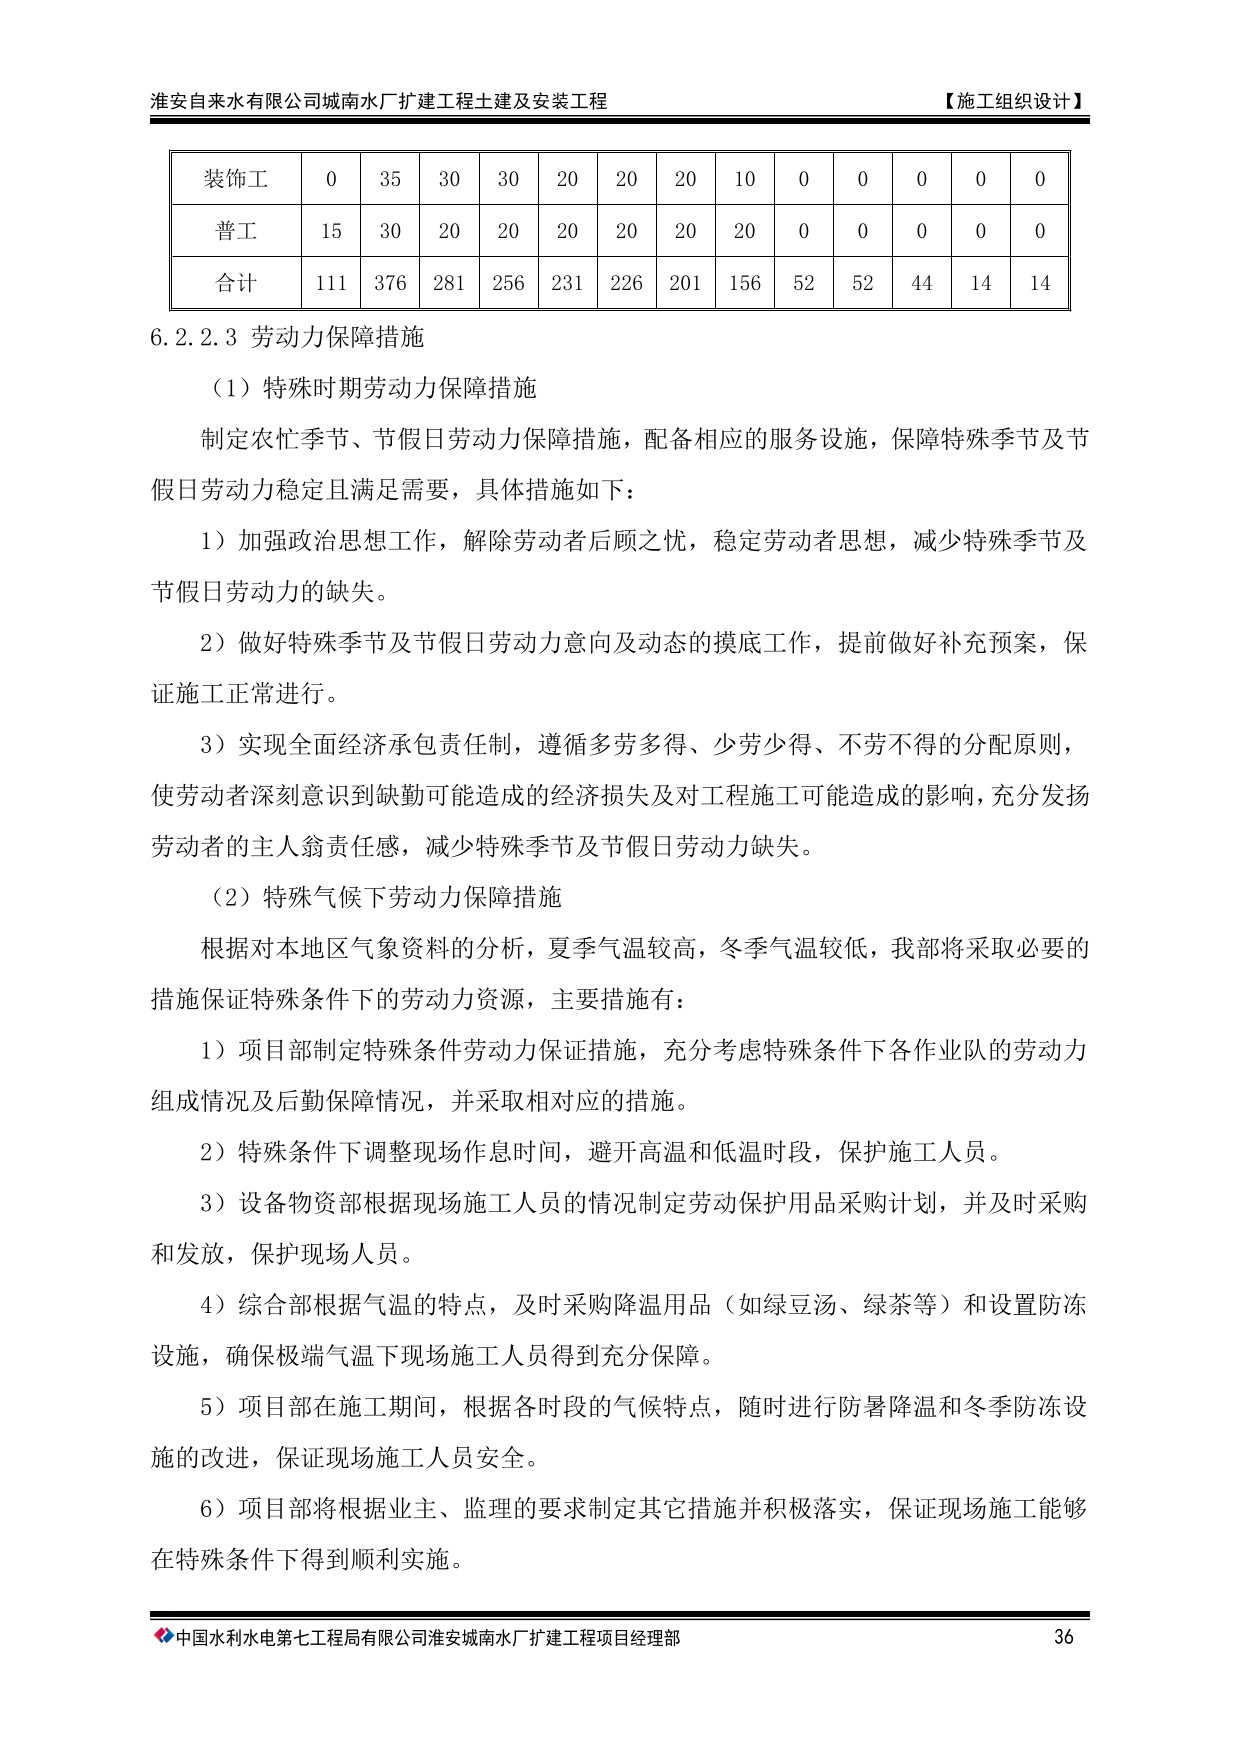 淮安自来水有限公司城南水厂扩建工程土建及安装工程 【施工组织设计】
装饰工 0 35 30 30 20 20 20 10 0 0 0 0 0
普工 15 30 20 20 20 20 20 20 0 0 0 0 0
合计 111 376 281 256 231 226 201 156 52 52 44 14 14
6.2.2.3 劳动力保障措施
（1）特殊时期劳动力保障措施
制定农忙季节、节假日劳动力保障措施，配备相应的服务设施，保障特殊季节及节
假日劳动力稳定且满足需要，具体措施如下：
1）加强政治思想工作，解除劳动者后顾之忧，稳定劳动者思想，减少特殊季节及
节假日劳动力的缺失。
2）做好特殊季节及节假日劳动力意向及动态的摸底工作，提前做好补充预案，保
证施工正常进行。
3）实现全面经济承包责任制，遵循多劳多得、少劳少得、不劳不得的分配原则，
使劳动者深刻意识到缺勤可能造成的经济损失及对工程施工可能造成的影响，充分发扬
劳动者的主人翁责任感，减少特殊季节及节假日劳动力缺失。
（2）特殊气候下劳动力保障措施
根据对本地区气象资料的分析，夏季气温较高，冬季气温较低，我部将采取必要的
措施保证特殊条件下的劳动力资源，主要措施有：
1）项目部制定特殊条件劳动力保证措施，充分考虑特殊条件下各作业队的劳动力
组成情况及后勤保障情况，并采取相对应的措施。
2）特殊条件下调整现场作息时间，避开高温和低温时段，保护施工人员。
3）设备物资部根据现场施工人员的情况制定劳动保护用品采购计划，并及时采购
和发放，保护现场人员。
4）综合部根据气温的特点，及时采购降温用品（如绿豆汤、绿茶等）和设置防冻
设施，确保极端气温下现场施工人员得到充分保障。
5）项目部在施工期间，根据各时段的气候特点，随时进行防暑降温和冬季防冻设
施的改进，保证现场施工人员安全。
6）项目部将根据业主、监理的要求制定其它措施并积极落实，保证现场施工能够
在特殊条件下得到顺利实施。
中国水利水电第七工程局有限公司淮安城南水厂扩建工程项目经理部 36